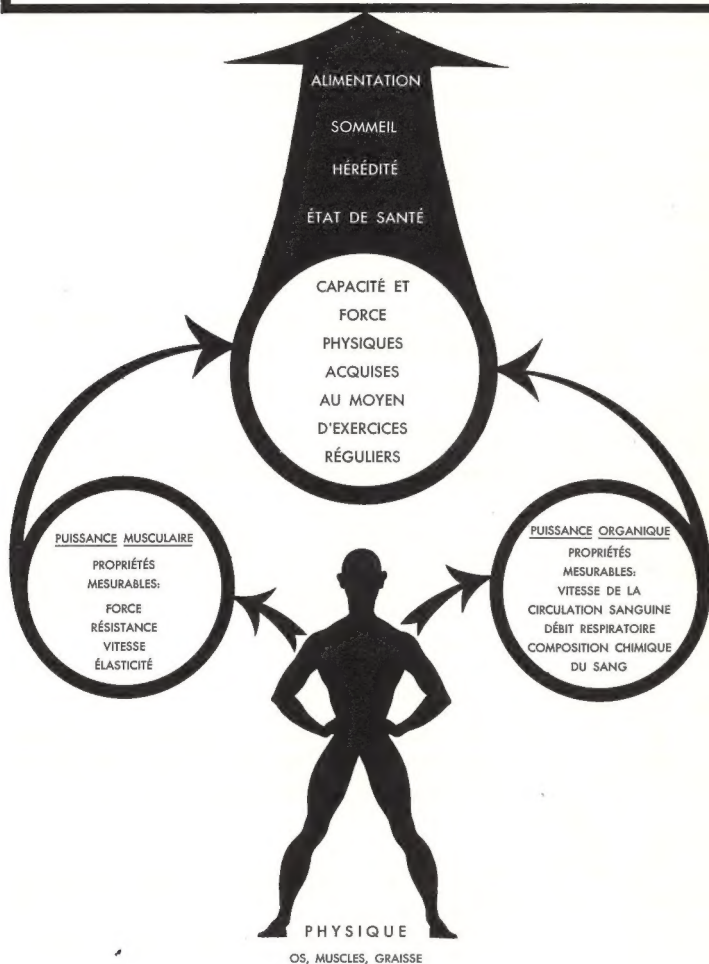 ALIMENTATION
SOMMEIL
HÉRÉDITÉ
ÉTAT DE SANTÉ
CAPACITÉ ET
FORCE
PHYSIQUES
ACQUISES
AU MOYEN
D'EXERCICES
RÉGULIERS
PUISSANCE MUSCULAIRE
PROPRIÉTÉS
MESURABLES:
FORCE
RÉSISTANCE
VITESSE
ÉLASTICITÉ
PUISSANCE ORGANIQUE
PROPRIÉTÉS
MESURABLES:
VITESSE DE LA
CIRCULATION SANGUINE
DÉBIT RESPIRATOIRE
COMPOSITION CHIMIQUE
DU SANG
PHYSIQUE
OS, MUSCLES, GRAISSE